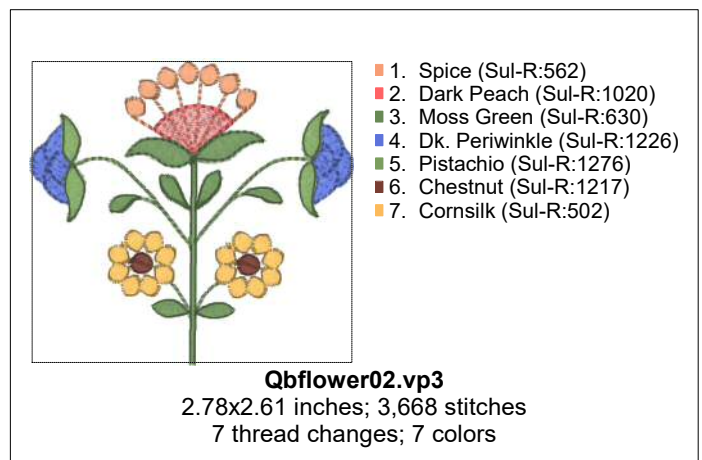 1. Spice (Sul-R:562)
2. Dark Peach (Sul-R:1020)
3. Moss Green (Sul-R:630)
4. Dk. Periwinkle (Sul-R:1226)
5. Pistachio (Sul-R:1276)
6. Chestnut (Sul-R:1217)
7. Cornsilk (Sul-R:502)
Qbflower02.vp3
2.78x2.61 inches; 3,668 stitches
7 thread changes; 7 colors